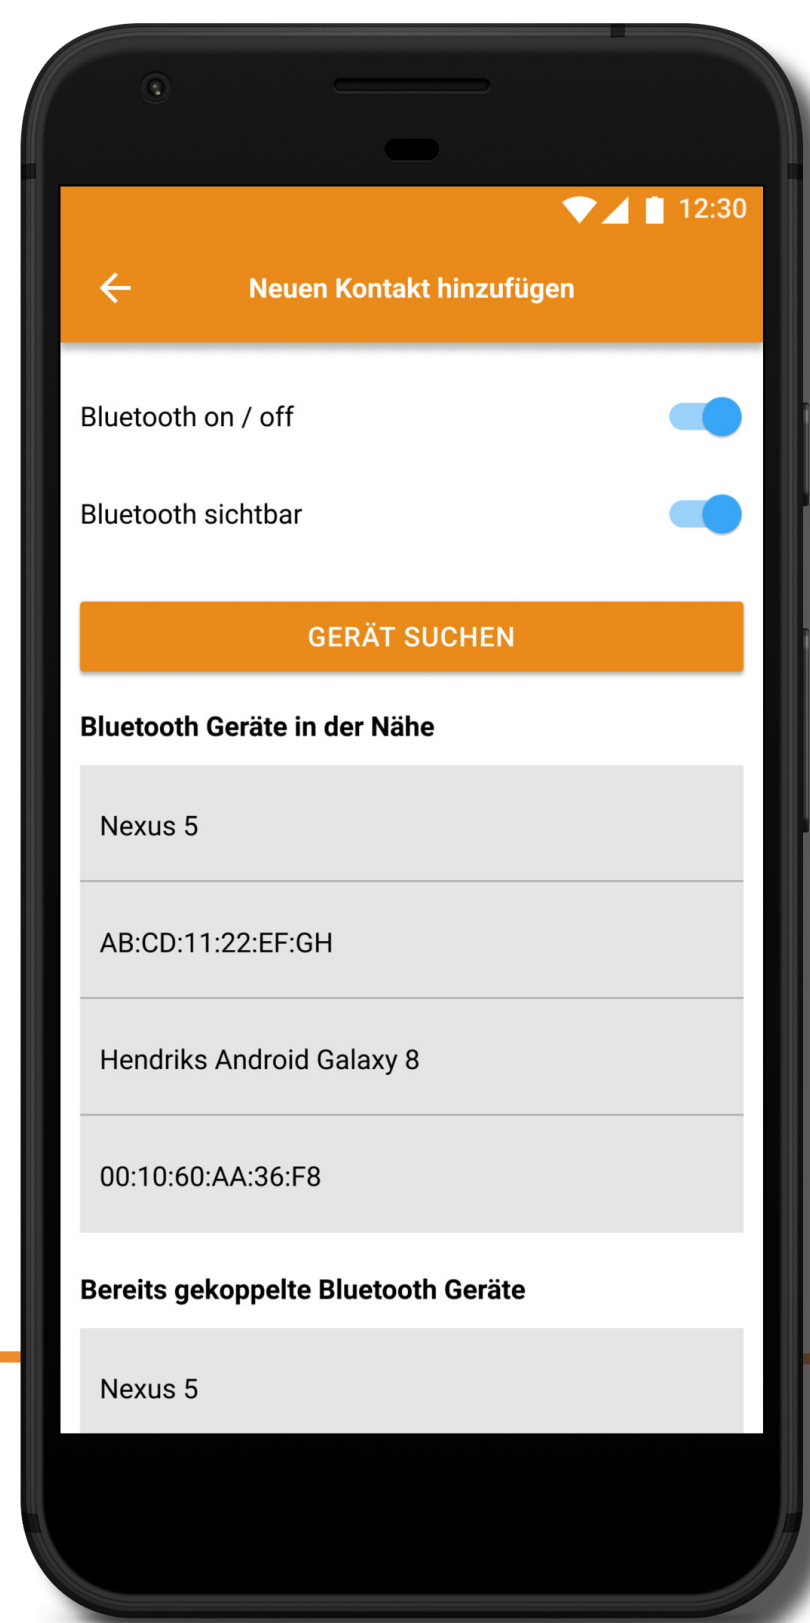 12:30
Neuen Kontakt hinzufügen
Bluetooth on / off
Bluetooth sichtbar
GERÄT SUCHEN
Bluetooth Geräte in der Nähe
Nexus 5
AB:CD:11:22:EF:GH
Hendriks Android Galaxy 8
00:10:60:AA:36:F8
Bereits gekoppelte Bluetooth Geräte
Nexus 5